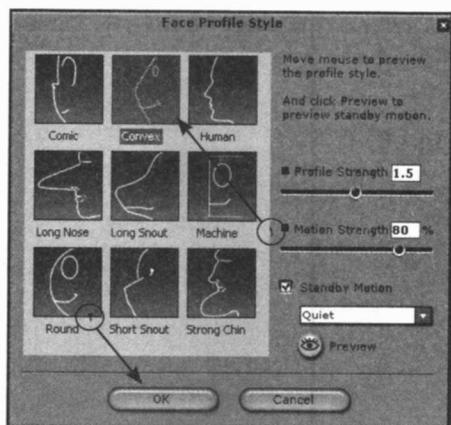 Face Profile Style
Comic
Convex
Human
Long Nose
Long Snout
Machine
Round
Short Snout
Strong Chin
Move mouse to preview
the profile style.
And click Preview to
preview standby motion.
Profile Strength 1.5
Motion Strength 80 %
Standby Motion
Quiet
Preview
OK
Cancel